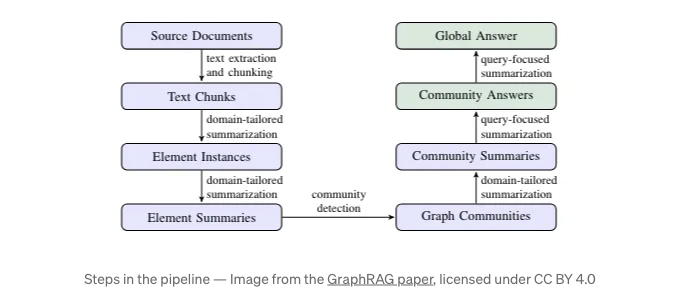 Source Documents
text extraction
and chunking
Text Chunks
domain-tailored
summarization
Element Instances
domain-tailored
summarization
Element Summaries
community
detection
Global Answer
query-focused
summarization
Community Answers
query-focused
summarization
Community Summaries
domain-tailored
summarization
Graph Communities
Steps in the pipeline — Image from the GraphRAG paper, licensed under CC BY 4.0